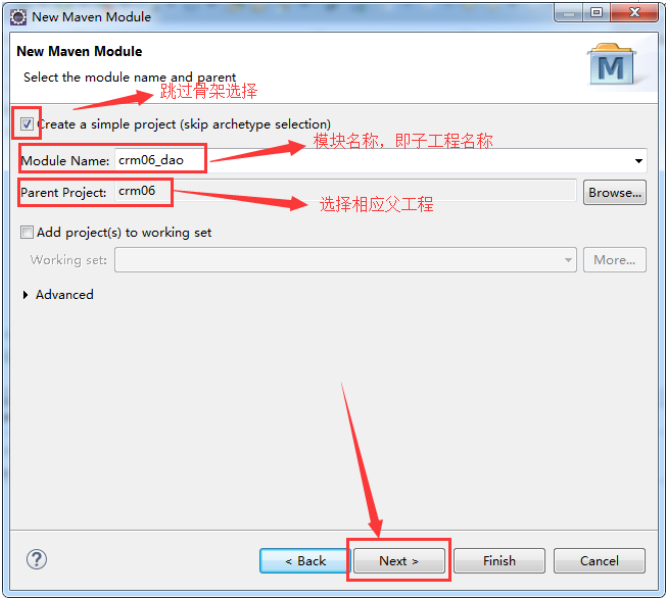 New Maven Module
New Maven Module
Select the module name and parent
跳过骨架选择
Create a simple project (skip archetype selection)
模块名称，即子工程名称
Module Name: crm06_dao
Parent Project: crm06 Browse...
选择相应父工程
Add project(s) to working set
Working set: More...
Advanced
? < Back Next > Finish Cancel